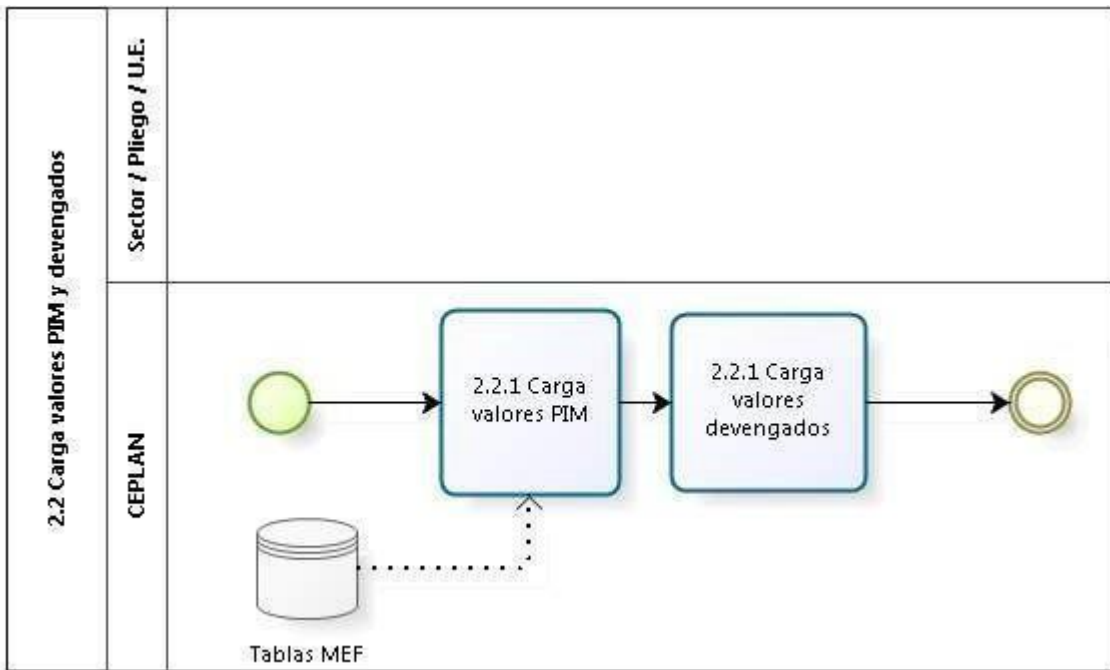 2.2 Carga valores PIM y devengados
Sector / Pliego / U.E.
CEPLAN
2.2.1 Carga
valores PIM
2.2.1 Carga
valores
devengados
Tablas MEF